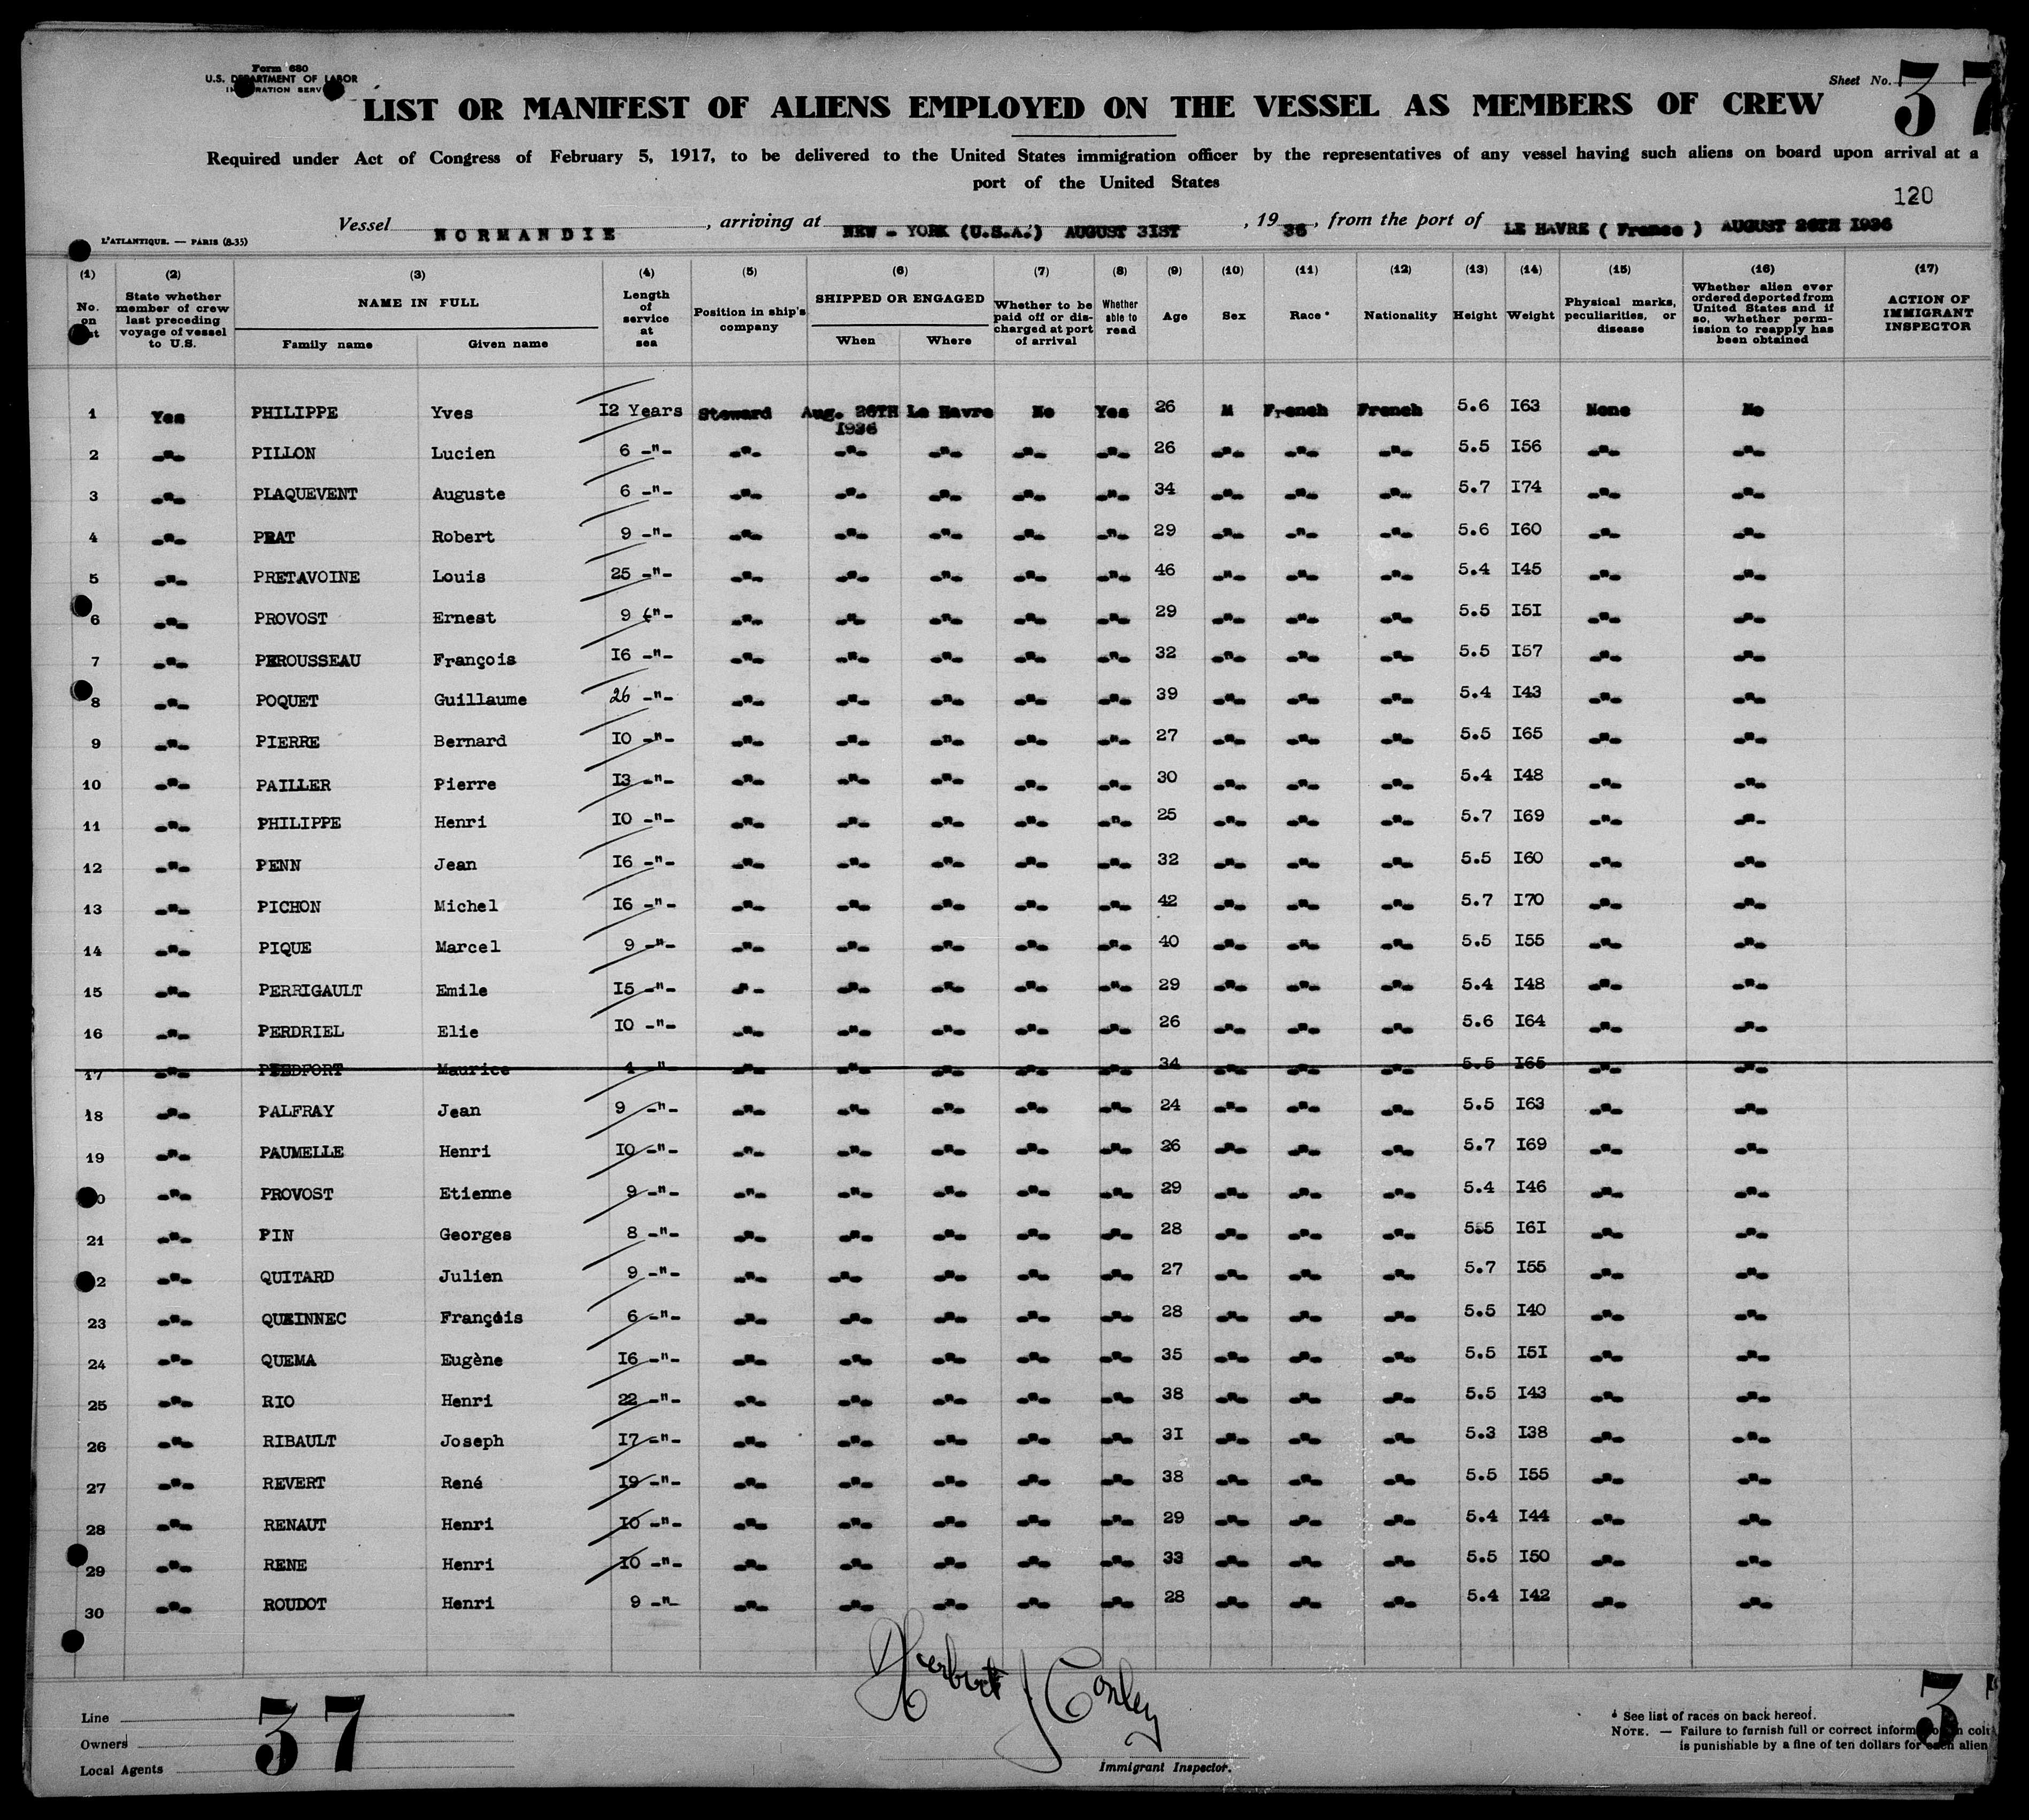 Form 680
U.S. DEPARTMENT OF LABOR
IMMIGRATION SERVICE
Sheet No. 37
LIST OR MANIFEST OF ALIENS EMPLOYED ON THE VESSEL AS MEMBERS OF CREW
Required under Act of Congress of February 5, 1917, to be delivered to the United States immigration officer by the representatives of any vessel having such aliens on board upon arrival at a
port of the United States
120
Vessel NORMANDIE, arriving at NEW - YORK (U.S.A.) AUGUST 31ST, 1936, from the port of LE HAVRE ( France ) AUGUST 26TH I936
L'ATLANTIQUE. — PARIS (8-35)
(1) (2) (3) (4) (5) (6) (7) (8) (9) (10) (11) (12) (13) (14) (15) (16) (17)
No. on list
State whether member of crew last preceding voyage of vessel to U.S.
NAME IN FULL
Family name Given name
Length of service at sea
Position in ship's company
SHIPPED OR ENGAGED
When Where
Whether to be paid off or discharged at port of arrival
Whether able to read
Age Sex Race * Nationality Height Weight
Physical marks, peculiarities, or disease
Whether alien ever ordered deported from United States and if so, whether permission to reapply has been obtained
ACTION OF IMMIGRANT INSPECTOR
1 Yes PHILIPPE Yves I2 Years Steward Aug. 26TH I936 Le Havre No Yes 26 M French French 5.6 I63 None No
2 -"- PILLON Lucien 6 -"- -"- -"- -"- -"- -"- 26 -"- -"- -"- 5.5 I56 -"- -"-
3 -"- PLAQUEVENT Auguste 6 -"- -"- -"- -"- -"- -"- 34 -"- -"- -"- 5.7 I74 -"- -"-
4 -"- PRAT Robert 9 -"- -"- -"- -"- -"- -"- 29 -"- -"- -"- 5.6 I60 -"- -"-
5 -"- PRETAVOINE Louis 25 -"- -"- -"- -"- -"- -"- 46 -"- -"- -"- 5.4 I45 -"- -"-
6 -"- PROVOST Ernest 9 -"- -"- -"- -"- -"- -"- 29 -"- -"- -"- 5.5 I5I -"- -"-
7 -"- PEROUSSEAU François I6 -"- -"- -"- -"- -"- -"- 32 -"- -"- -"- 5.5 I57 -"- -"-
8 -"- POQUET Guillaume 26 -"- -"- -"- -"- -"- -"- 39 -"- -"- -"- 5.4 I43 -"- -"-
9 -"- PIERRE Bernard I0 -"- -"- -"- -"- -"- -"- 27 -"- -"- -"- 5.5 I65 -"- -"-
10 -"- PAILLER Pierre I3 -"- -"- -"- -"- -"- -"- 30 -"- -"- -"- 5.4 I48 -"- -"-
11 -"- PHILIPPE Henri I0 -"- -"- -"- -"- -"- -"- 25 -"- -"- -"- 5.7 I69 -"- -"-
12 -"- PENN Jean I6 -"- -"- -"- -"- -"- -"- 32 -"- -"- -"- 5.5 I60 -"- -"-
13 -"- PICHON Michel I6 -"- -"- -"- -"- -"- -"- 42 -"- -"- -"- 5.7 I70 -"- -"-
14 -"- PIQUE Marcel 9 -"- -"- -"- -"- -"- -"- 40 -"- -"- -"- 5.5 I55 -"- -"-
15 -"- PERRIGAULT Emile I5 -"- -"- -"- -"- -"- -"- 29 -"- -"- -"- 5.4 I48 -"- -"-
16 -"- PERDRIEL Elie I0 -"- -"- -"- -"- -"- -"- 26 -"- -"- -"- 5.6 I64 -"- -"-
17 -"- PIEDFORT Maurice 4 -"- -"- -"- -"- -"- -"- 34 -"- -"- -"- 5.5 I65 -"- -"-
18 -"- PALFRAY Jean 9 -"- -"- -"- -"- -"- -"- 24 -"- -"- -"- 5.5 I63 -"- -"-
19 -"- PAUMELLE Henri I0 -"- -"- -"- -"- -"- -"- 26 -"- -"- -"- 5.7 I69 -"- -"-
20 -"- PROVOST Etienne 9 -"- -"- -"- -"- -"- -"- 29 -"- -"- -"- 5.4 I46 -"- -"-
21 -"- PIN Georges 8 -"- -"- -"- -"- -"- -"- 28 -"- -"- -"- 5.5 I6I -"- -"-
22 -"- QUITARD Julien 9 -"- -"- -"- -"- -"- -"- 27 -"- -"- -"- 5.7 I55 -"- -"-
23 -"- QUEINNEC François 6 -"- -"- -"- -"- -"- -"- 28 -"- -"- -"- 5.5 I40 -"- -"-
24 -"- QUEMA Eugène I6 -"- -"- -"- -"- -"- -"- 35 -"- -"- -"- 5.5 I5I -"- -"-
25 -"- RIO Henri 22 -"- -"- -"- -"- -"- -"- 38 -"- -"- -"- 5.5 I43 -"- -"-
26 -"- RIBAULT Joseph I7 -"- -"- -"- -"- -"- -"- 3I -"- -"- -"- 5.3 I38 -"- -"-
27 -"- REVERT René I9 -"- -"- -"- -"- -"- -"- 38 -"- -"- -"- 5.5 I55 -"- -"-
28 -"- RENAUT Henri I0 -"- -"- -"- -"- -"- -"- 29 -"- -"- -"- 5.4 I44 -"- -"-
29 -"- RENE Henri I0 -"- -"- -"- -"- -"- -"- 33 -"- -"- -"- 5.5 I50 -"- -"-
30 -"- ROUDOT Henri 9 -"- -"- -"- -"- -"- -"- 28 -"- -"- -"- 5.4 I42 -"- -"-
Herbert J Conley
Immigrant Inspector.
Line
Owners
Local Agents
37
* See list of races on back hereof.
NOTE. — Failure to furnish full or correct information in
is punishable by a fine of ten dollars for each alien
37